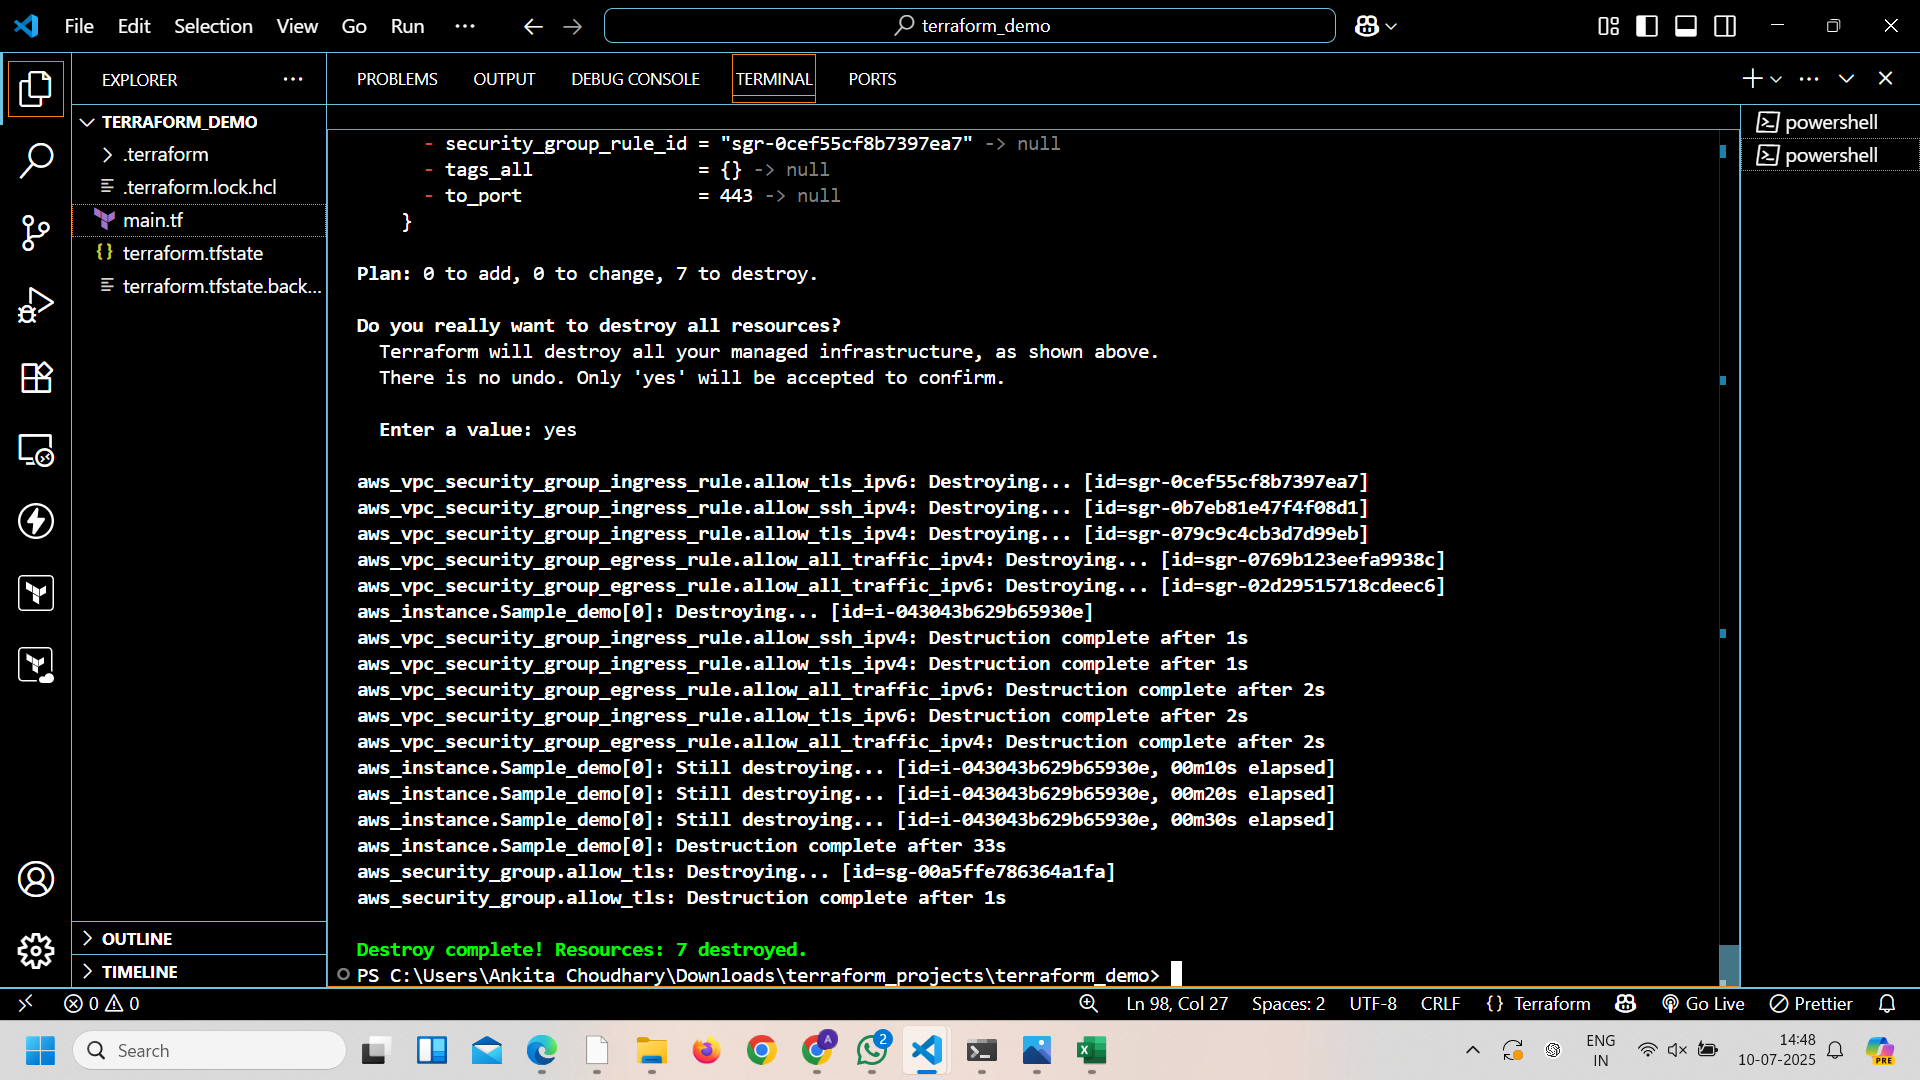 File Edit Selection View Go Run ··· terraform_demo
EXPLORER ···
PROBLEMS OUTPUT DEBUG CONSOLE TERMINAL PORTS
TERRAFORM_DEMO
.terraform
.terraform.lock.hcl
main.tf
{} terraform.tfstate
terraform.tfstate.back...
OUTLINE
TIMELINE
- security_group_rule_id = "sgr-0cef55cf8b7397ea7" -> null
- tags_all = {} -> null
- to_port = 443 -> null
}
Plan: 0 to add, 0 to change, 7 to destroy.
Do you really want to destroy all resources?
Terraform will destroy all your managed infrastructure, as shown above.
There is no undo. Only 'yes' will be accepted to confirm.
Enter a value: yes
aws_vpc_security_group_ingress_rule.allow_tls_ipv6: Destroying... [id=sgr-0cef55cf8b7397ea7]
aws_vpc_security_group_ingress_rule.allow_ssh_ipv4: Destroying... [id=sgr-0b7eb81e47f4f08d1]
aws_vpc_security_group_ingress_rule.allow_tls_ipv4: Destroying... [id=sgr-079c9c4cb3d7d99eb]
aws_vpc_security_group_egress_rule.allow_all_traffic_ipv4: Destroying... [id=sgr-0769b123eefa9938c]
aws_vpc_security_group_egress_rule.allow_all_traffic_ipv6: Destroying... [id=sgr-02d29515718cdeec6]
aws_instance.Sample_demo[0]: Destroying... [id=i-043043b629b65930e]
aws_vpc_security_group_ingress_rule.allow_ssh_ipv4: Destruction complete after 1s
aws_vpc_security_group_ingress_rule.allow_tls_ipv4: Destruction complete after 1s
aws_vpc_security_group_egress_rule.allow_all_traffic_ipv6: Destruction complete after 2s
aws_vpc_security_group_ingress_rule.allow_tls_ipv6: Destruction complete after 2s
aws_vpc_security_group_egress_rule.allow_all_traffic_ipv4: Destruction complete after 2s
aws_instance.Sample_demo[0]: Still destroying... [id=i-043043b629b65930e, 00m10s elapsed]
aws_instance.Sample_demo[0]: Still destroying... [id=i-043043b629b65930e, 00m20s elapsed]
aws_instance.Sample_demo[0]: Still destroying... [id=i-043043b629b65930e, 00m30s elapsed]
aws_instance.Sample_demo[0]: Destruction complete after 33s
aws_security_group.allow_tls: Destroying... [id=sg-00a5ffe786364a1fa]
aws_security_group.allow_tls: Destruction complete after 1s
Destroy complete! Resources: 7 destroyed.
PS C:\Users\Ankita Choudhary\Downloads\terraform_projects\terraform_demo>
powershell
powershell
0 0 Ln 98, Col 27 Spaces: 2 UTF-8 CRLF {} Terraform Go Live Prettier
Search A 2 ENG IN 14:48 10-07-2025 PRE